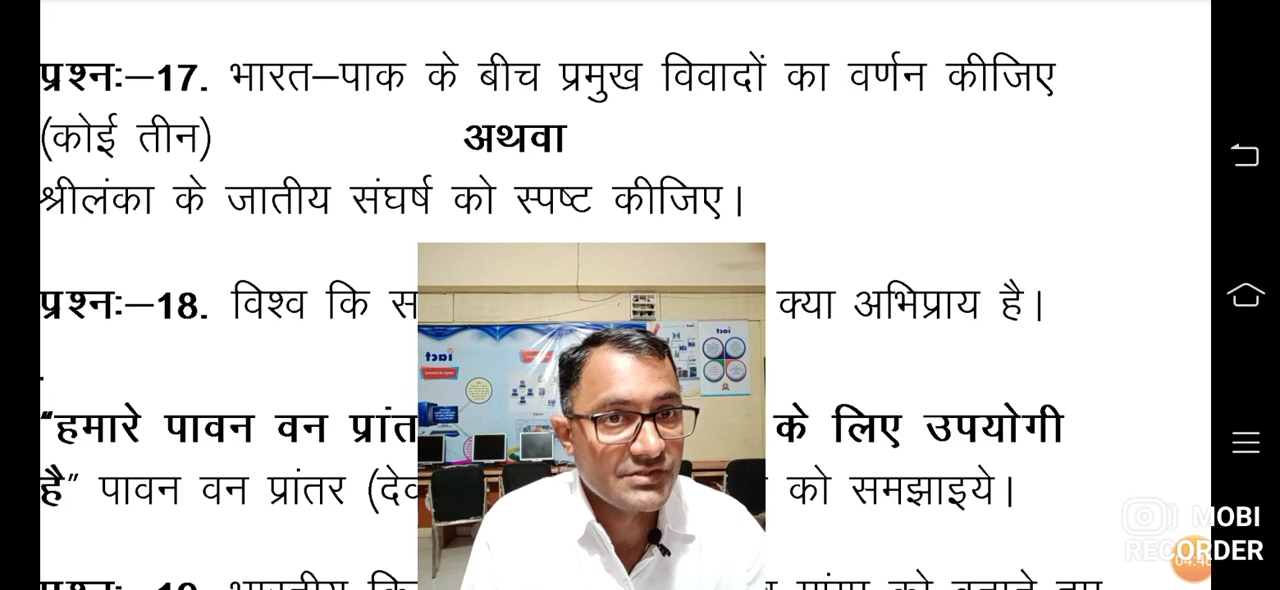 प्रश्नः–17. भारत–पाक के बीच प्रमुख विवादों का वर्णन कीजिए
(कोई तीन) अथवा
श्रीलंका के जातीय संघर्ष को स्पष्ट कीजिए।
प्रश्नः–18. विश्व कि क्या अभिप्राय है।
“हमारे पावन वन के लिए उपयोगी
है” पावन वन प्रांतर को समझाइये।
MOBI
RECORDER